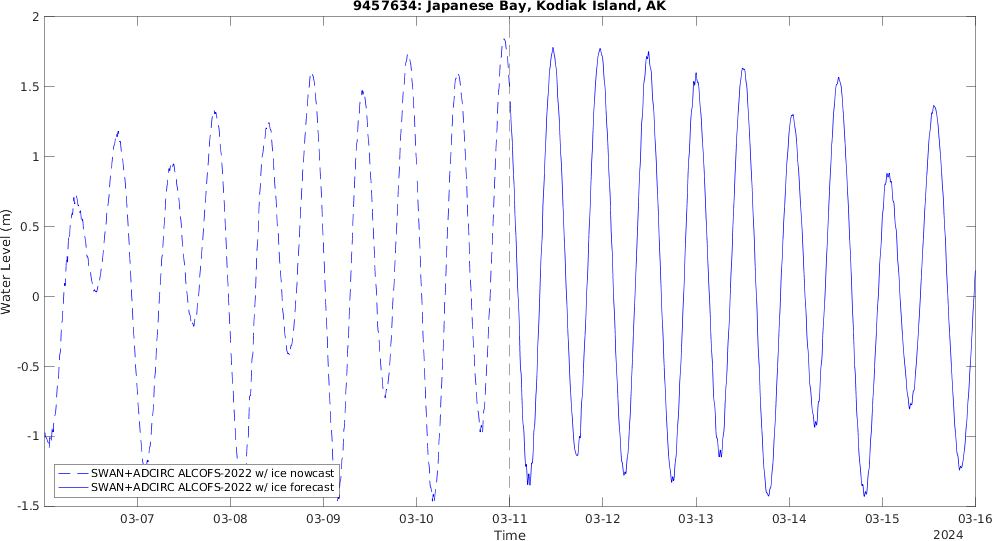 9457634: Japanese Bay, Kodiak Island, AK
Water Level (m)
2
1.5
1
0.5
0
-0.5
-1
-1.5
SWAN+ADCIRC ALCOFS-2022 w/ ice nowcast
SWAN+ADCIRC ALCOFS-2022 w/ ice forecast
03-07 03-08 03-09 03-10 03-11 03-12 03-13 03-14 03-15 03-16
Time
2024